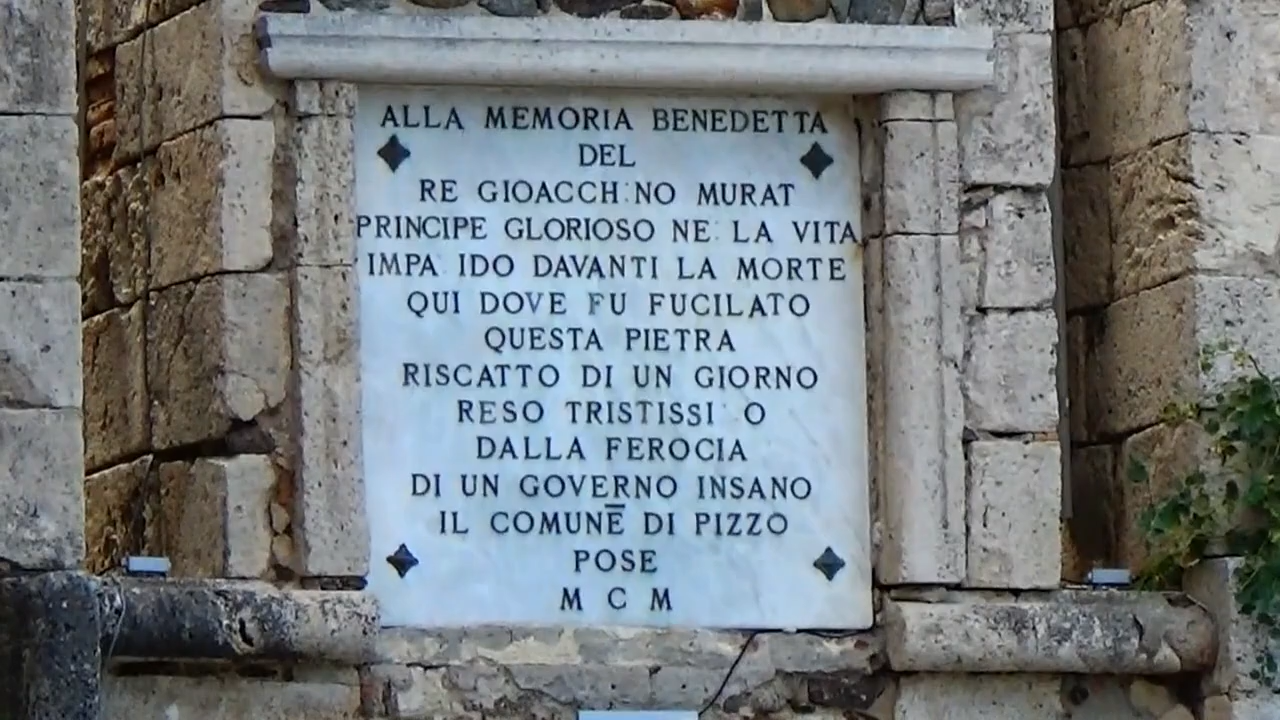 ALLA MEMORIA BENEDETTA
DEL
RE GIOACCH:NO MURAT
PRINCIPE GLORIOSO NE: LA VITA
IMPA IDO DAVANTI LA MORTE
QUI DOVE FU FUCILATO
QUESTA PIETRA
RISCATTO DI UN GIORNO
RESO TRISTISSI O
DALLA FEROCIA
DI UN GOVERNO INSANO
IL COMUNE DI PIZZO
POSE
M C M